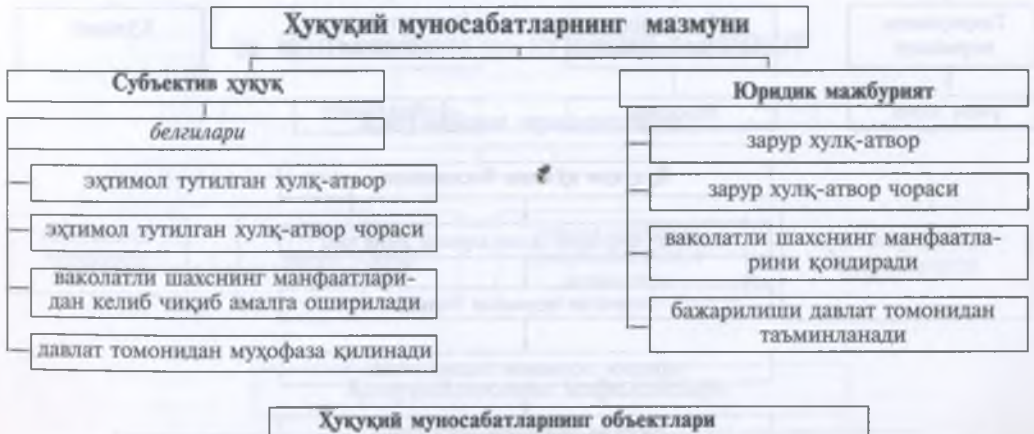 Ҳуқуқий муносабатларнинг мазмуни
Субъектив ҳуқуқ
белгилари
эҳтимол тутилган хулқ-атвор
эҳтимол тутилган хулқ-атвор чораси
ваколатли шахснинг манфаатлари-
дан келиб чиқиб амалга оширилади
давлат томонидан муҳофаза қилинади
Юридик мажбурият
зарур хулқ-атвор
зарур хулқ-атвор чораси
ваколатли шахснинг манфаатла-
рини қондиради
бажарилиши давлат томонидан
таъминланади
Ҳуқуқий муносабатларнинг объектлари